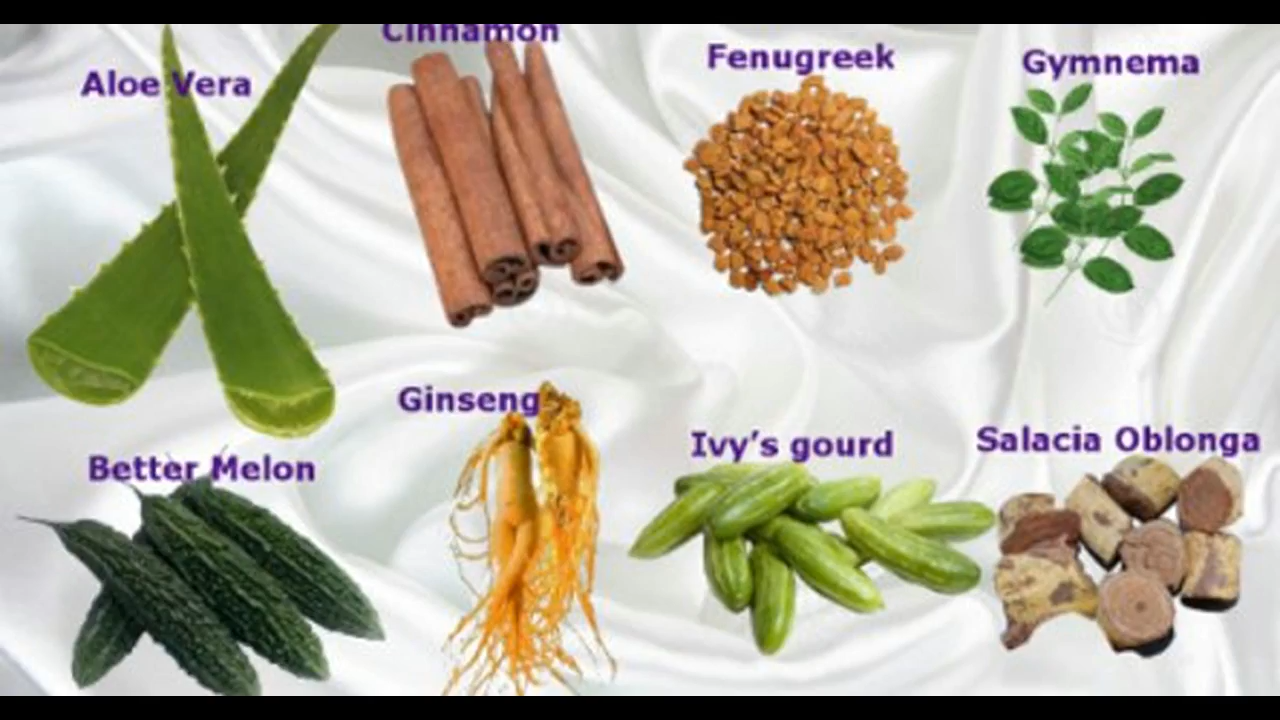 Cinnamon
Aloe Vera
Fenugreek
Gymnema
Ginseng
Better Melon
Ivy’s gourd
Salacia Oblonga